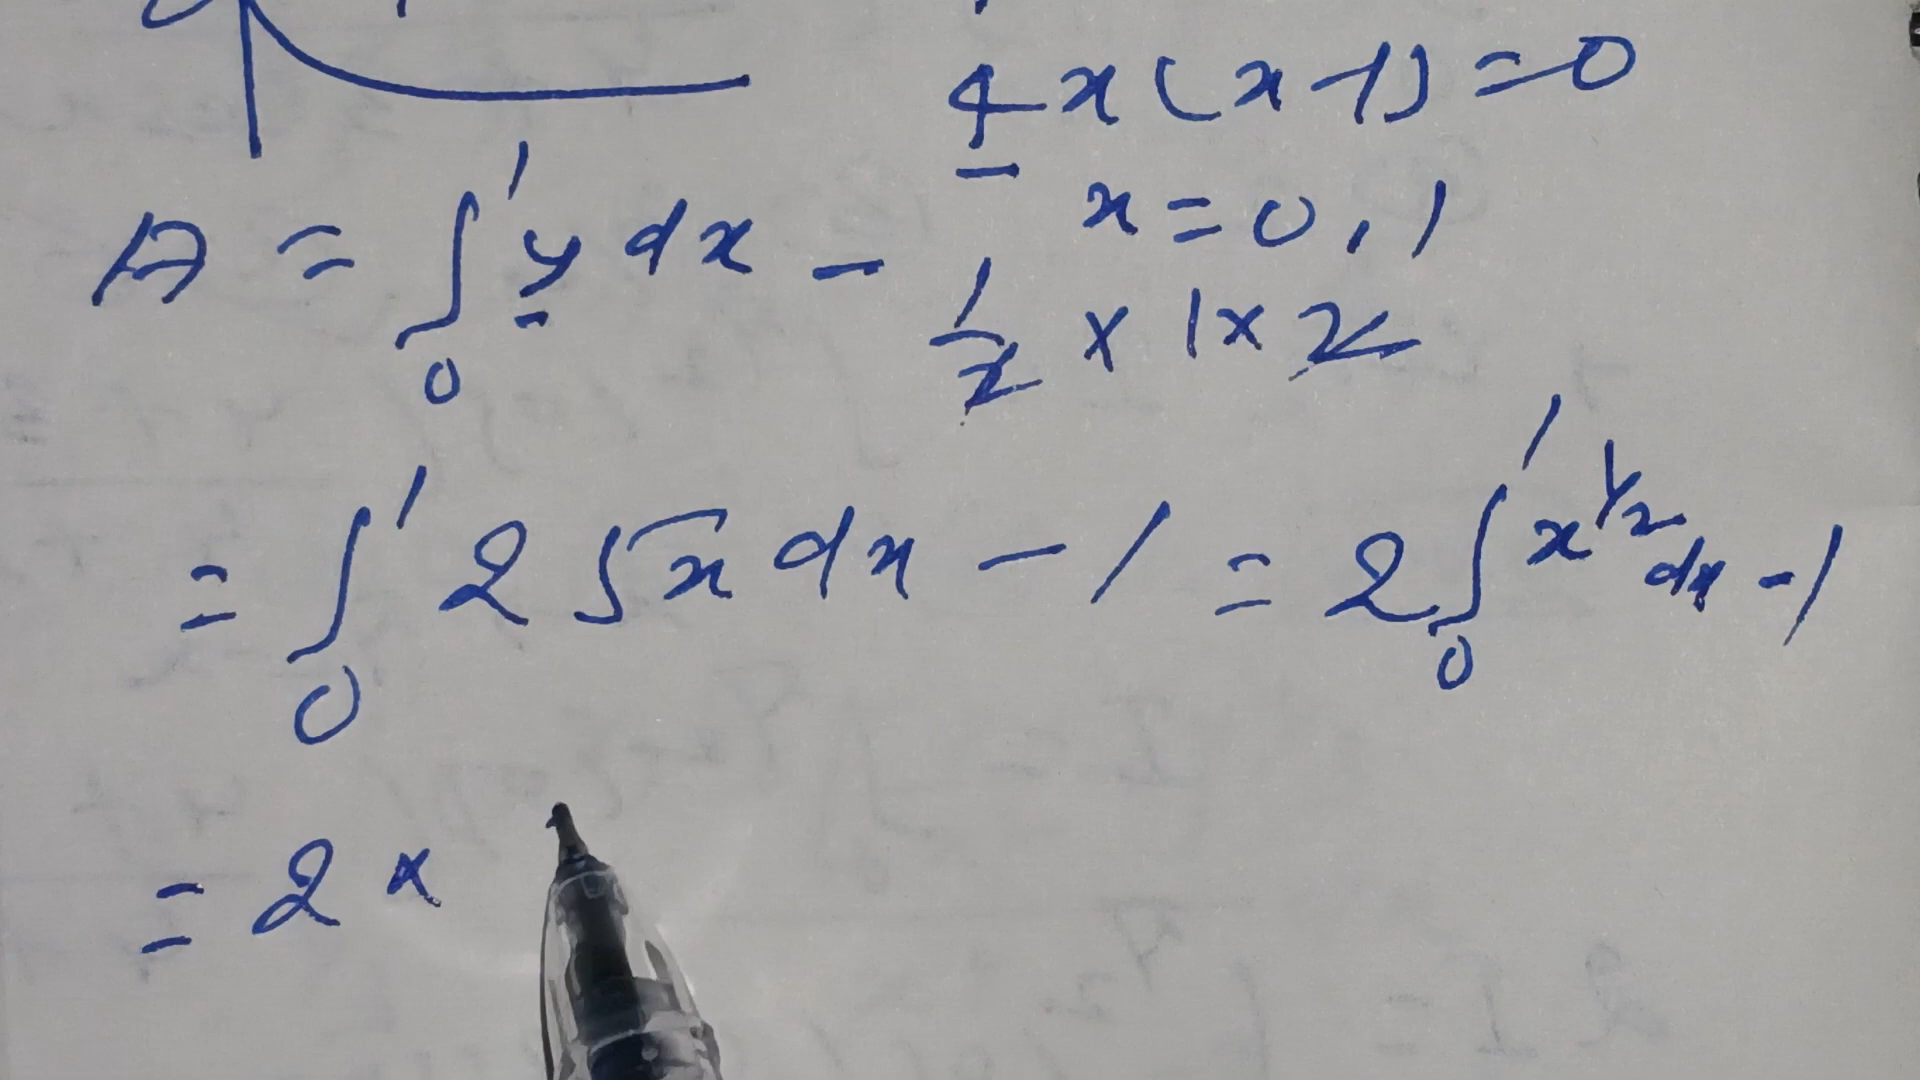 4x(x-1)=0
x=0,1
A = ∫₀¹ y dx - 1/2 × 1×2
= ∫₀¹ 2√x dx - 1 = 2∫₀¹ x^1/2 dx - 1
= 2 ×